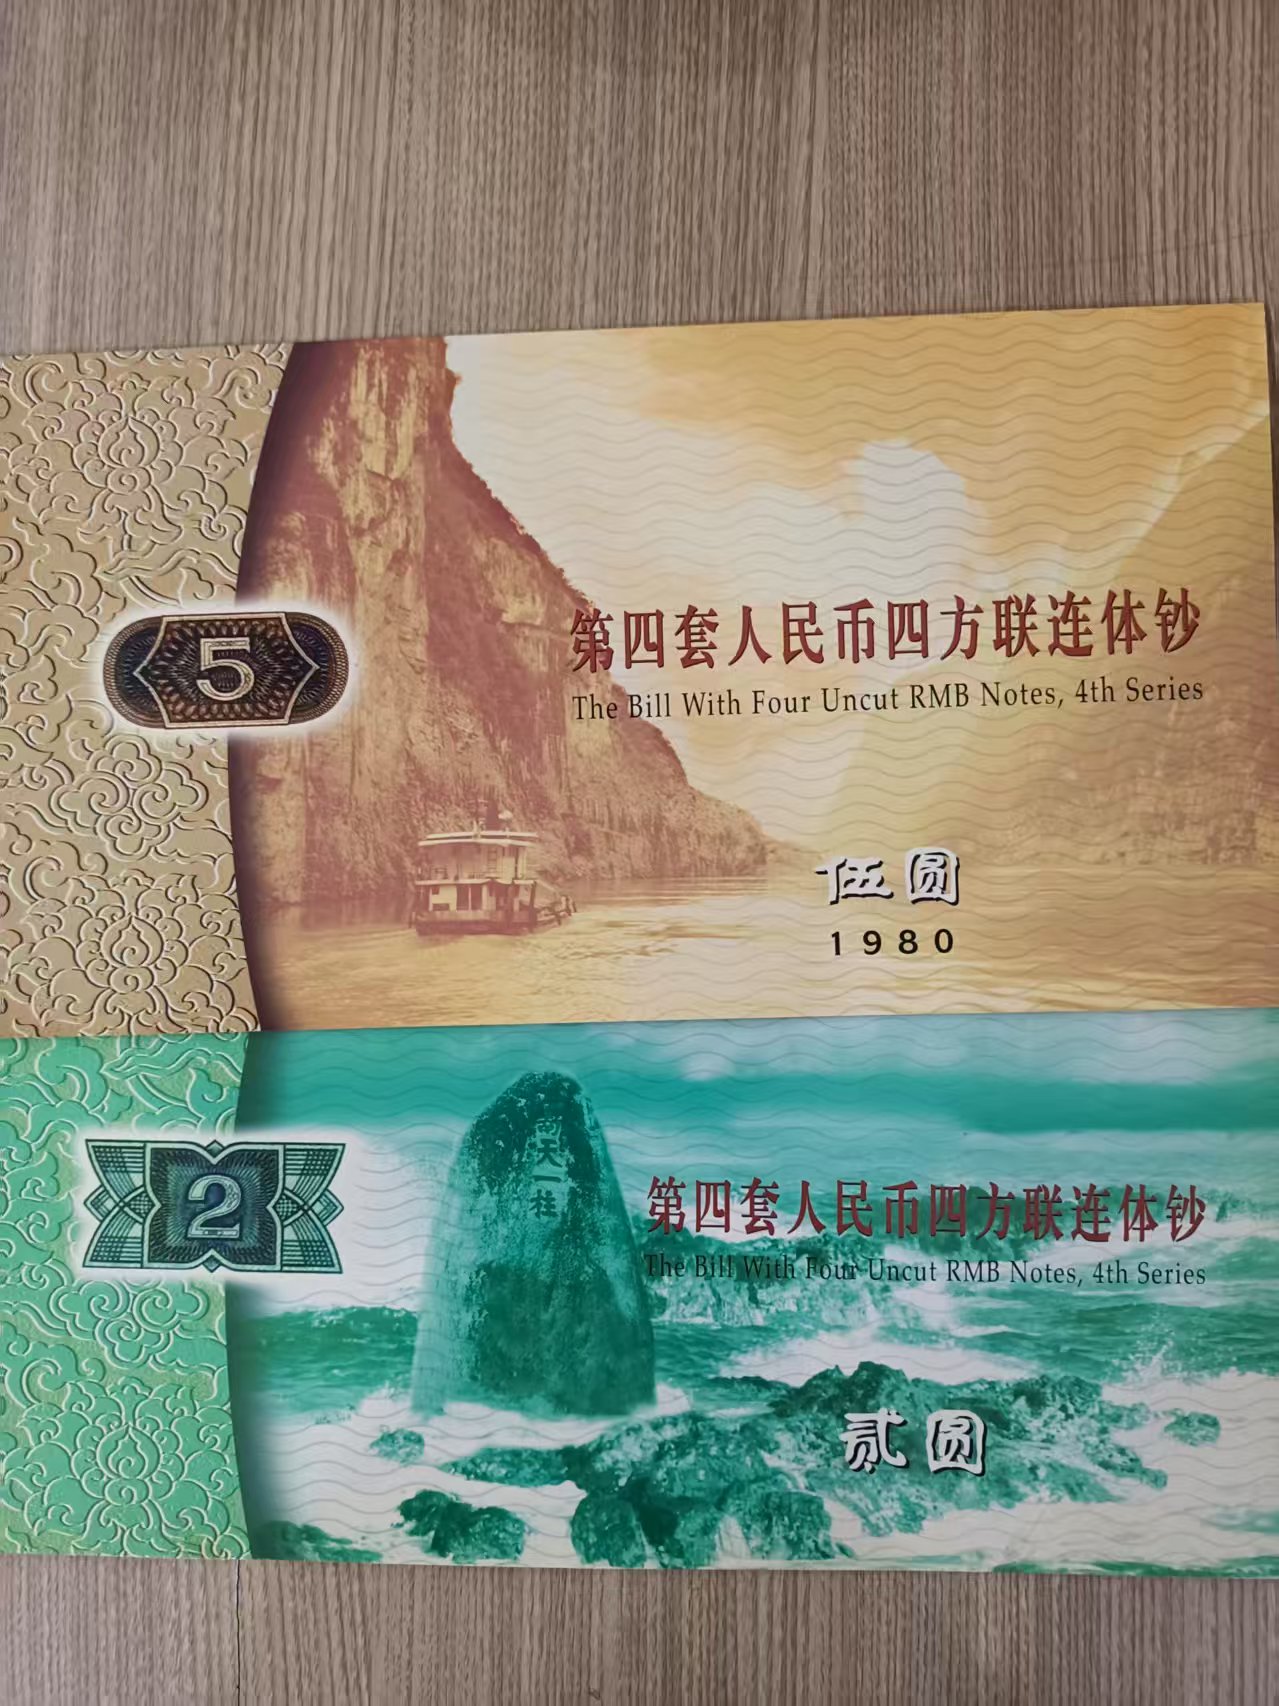 5
第四套人民币四方联连体钞
The Bill With Four Uncut RMB Notes, 4th Series
伍圆
1980
2
南天一柱
第四套人民币四方联连体钞
The Bill With Four Uncut RMB Notes, 4th Series
贰圆